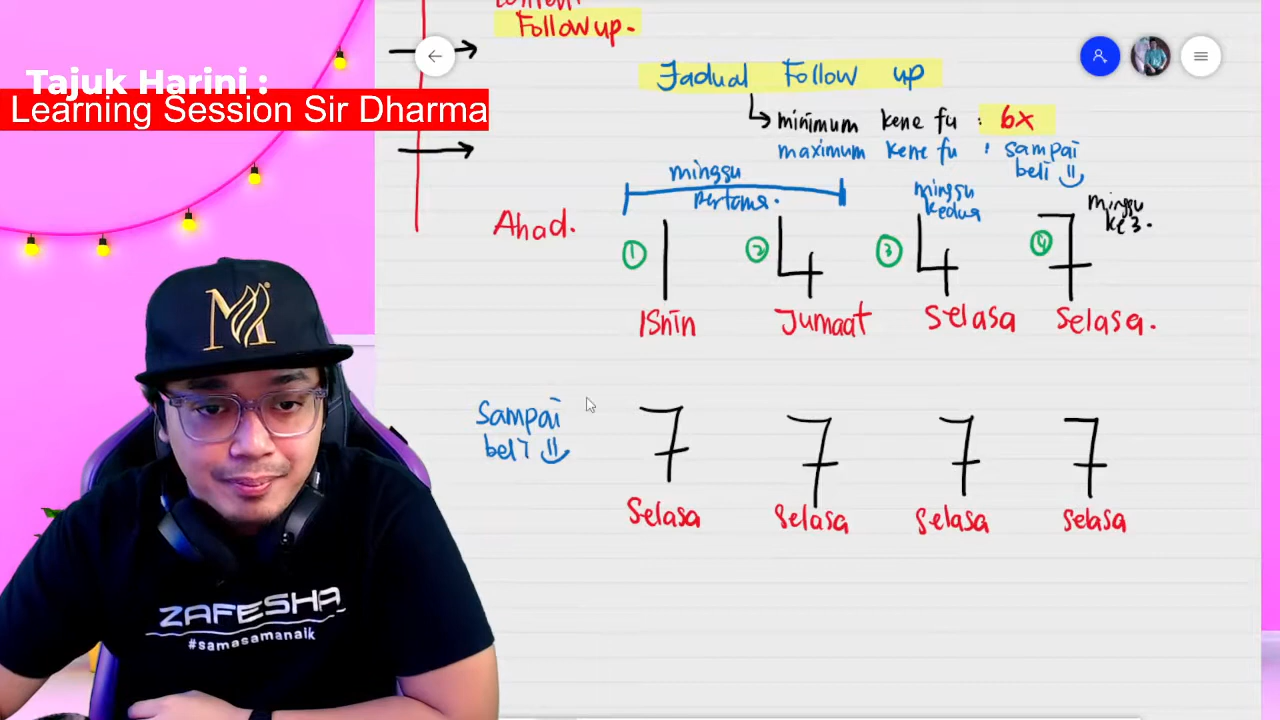 Followup.
Tajuk Harini :
Learning Session Sir Dharma
Jadual Follow up
minimum kene fu : 6x
maximum kene fu : sampai
beli
minggu
pertama.
minggu
kedua
minggu
ke 3.
Ahad.
1 1 2 4 3 4 4 7
Isnin Jumaat Selasa Selasa.
Sampai
beli
7 7 7 7
Selasa Selasa Selasa Selasa
M
ZAFESHA
#samasamanaik